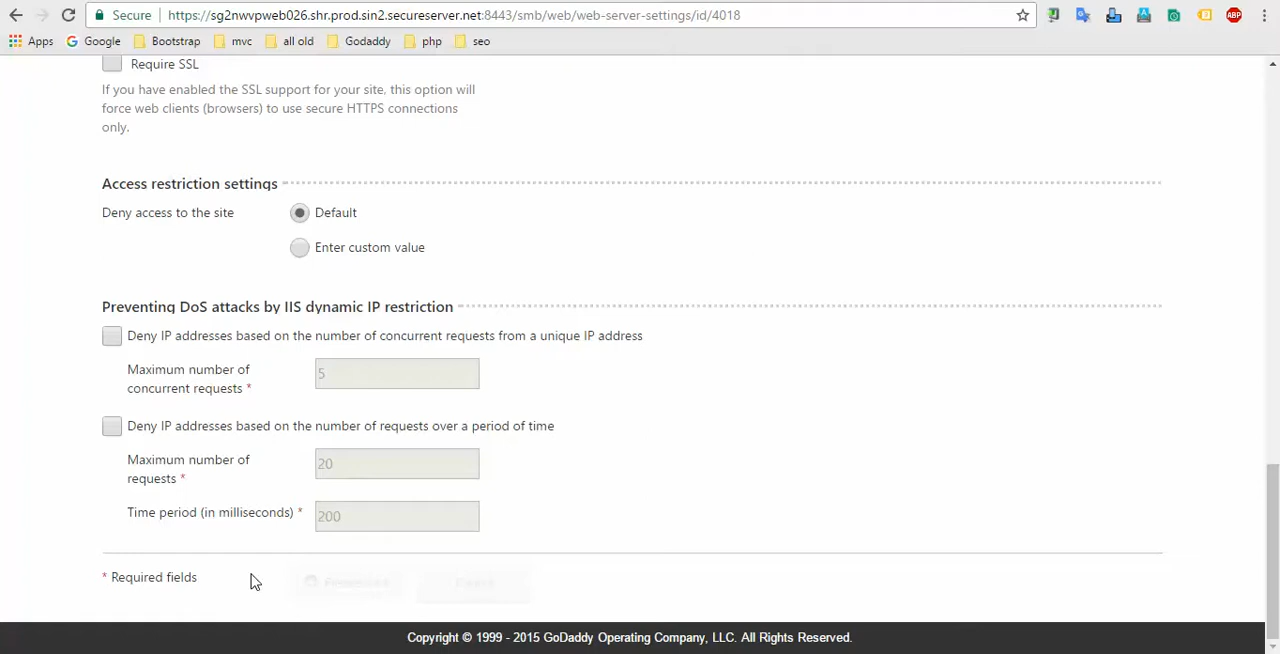 Secure https://sg2nwvpweb026.shr.prod.sin2.secureserver.net:8443/smb/web/web-server-settings/id/4018
Apps Google Bootstrap mvc all old Godaddy php seo
Require SSL
If you have enabled the SSL support for your site, this option will
force web clients (browsers) to use secure HTTPS connections
only.
Access restriction settings
Deny access to the site Default
Enter custom value
Preventing DoS attacks by IIS dynamic IP restriction
Deny IP addresses based on the number of concurrent requests from a unique IP address
Maximum number of
concurrent requests * 5
Deny IP addresses based on the number of requests over a period of time
Maximum number of
requests * 20
Time period (in milliseconds) * 200
* Required fields
Copyright © 1999 - 2015 GoDaddy Operating Company, LLC. All Rights Reserved.